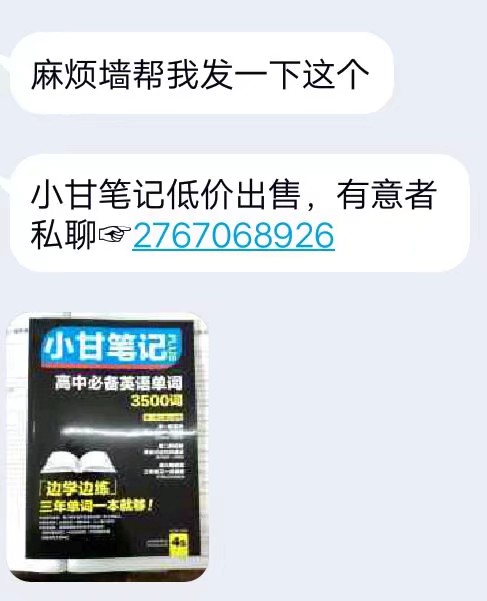 麻烦墙帮我发一下这个
小甘笔记低价出售，有意者
私聊☞2767068926
小甘笔记
PLUS
高中必备英语单词
3500词
「边学边练」
三年单词一本就够！